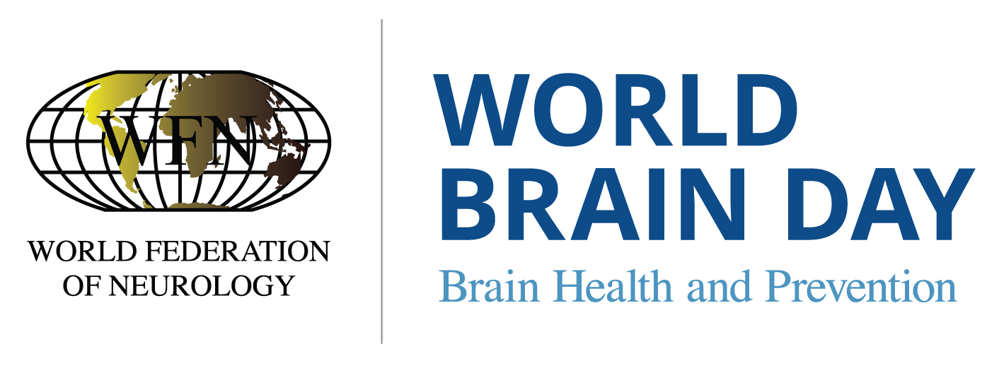 WFN
WORLD FEDERATION
OF NEUROLOGY
WORLD
BRAIN DAY
Brain Health and Prevention